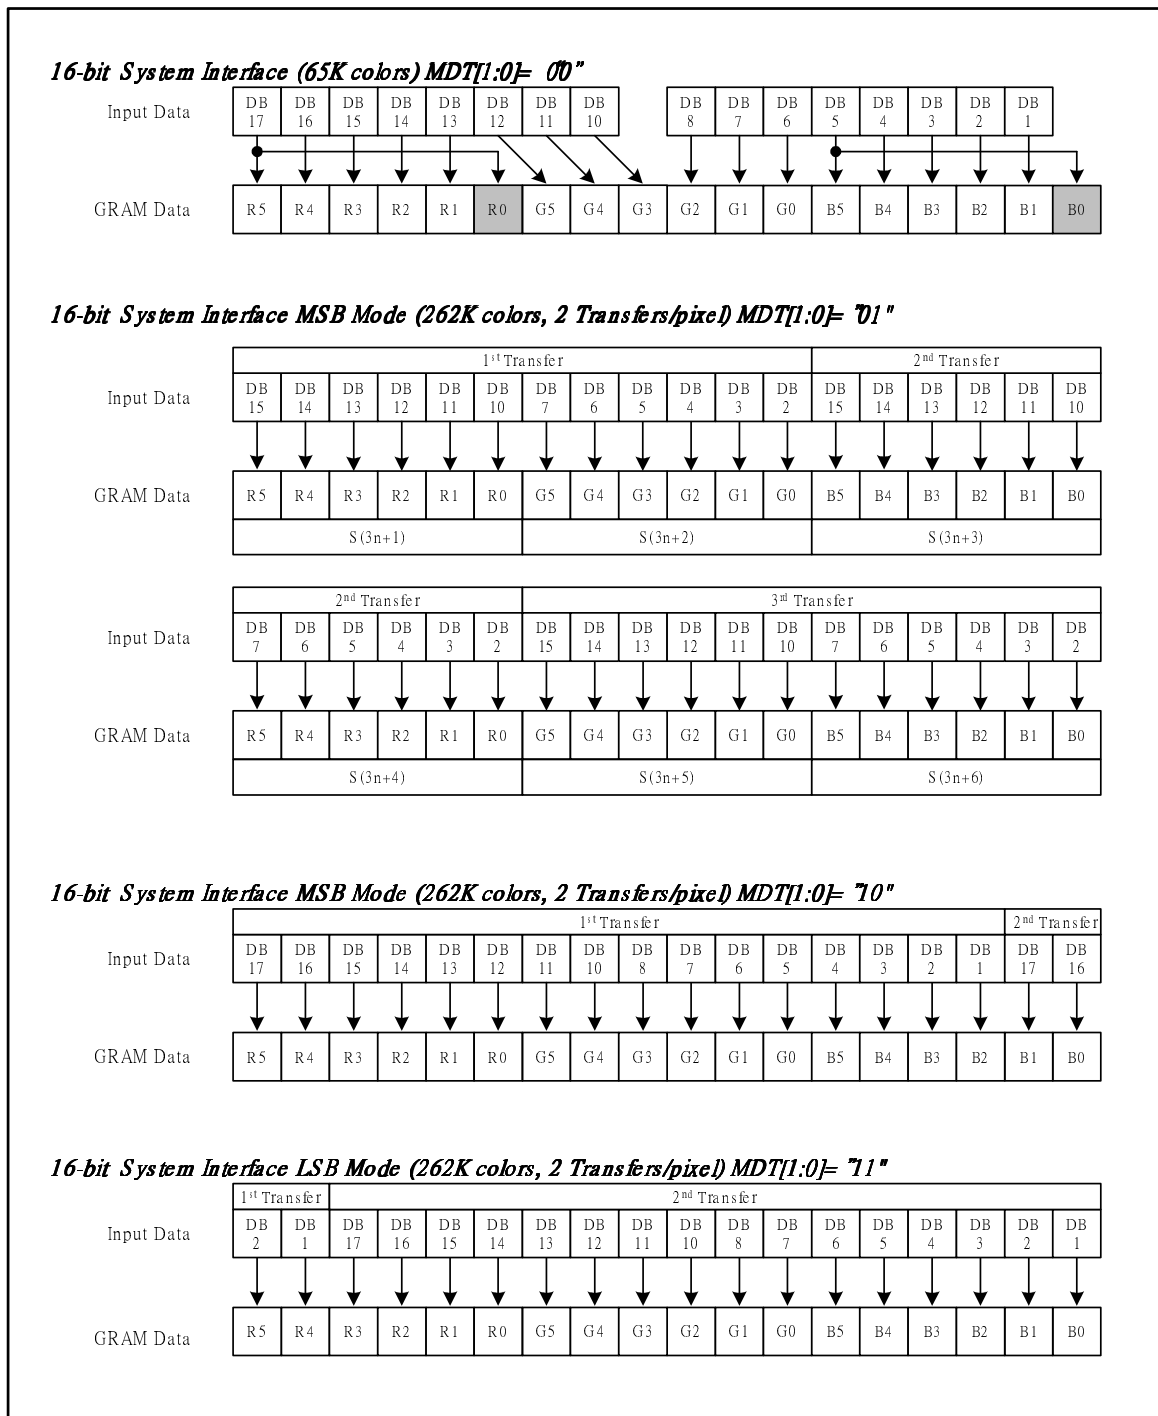 16-bit System Interface (65K colors) MDT[1:0]= "00"
Input Data DB 17 DB 16 DB 15 DB 14 DB 13 DB 12 DB 11 DB 10 DB 8 DB 7 DB 6 DB 5 DB 4 DB 3 DB 2 DB 1
GRAM Data R5 R4 R3 R2 R1 R0 G5 G4 G3 G2 G1 G0 B5 B4 B3 B2 B1 B0
16-bit System Interface MSB Mode (262K colors, 2 Transfers/pixel) MDT[1:0]= "01"
1st Transfer 2nd Transfer
Input Data DB 15 DB 14 DB 13 DB 12 DB 11 DB 10 DB 7 DB 6 DB 5 DB 4 DB 3 DB 2 DB 15 DB 14 DB 13 DB 12 DB 11 DB 10
GRAM Data R5 R4 R3 R2 R1 R0 G5 G4 G3 G2 G1 G0 B5 B4 B3 B2 B1 B0
S(3n+1) S(3n+2) S(3n+3)
2nd Transfer 3rd Transfer
Input Data DB 7 DB 6 DB 5 DB 4 DB 3 DB 2 DB 15 DB 14 DB 13 DB 12 DB 11 DB 10 DB 7 DB 6 DB 5 DB 4 DB 3 DB 2
GRAM Data R5 R4 R3 R2 R1 R0 G5 G4 G3 G2 G1 G0 B5 B4 B3 B2 B1 B0
S(3n+4) S(3n+5) S(3n+6)
16-bit System Interface MSB Mode (262K colors, 2 Transfers/pixel) MDT[1:0]= "10"
1st Transfer 2nd Transfer
Input Data DB 17 DB 16 DB 15 DB 14 DB 13 DB 12 DB 11 DB 10 DB 8 DB 7 DB 6 DB 5 DB 4 DB 3 DB 2 DB 1 DB 17 DB 16
GRAM Data R5 R4 R3 R2 R1 R0 G5 G4 G3 G2 G1 G0 B5 B4 B3 B2 B1 B0
16-bit System Interface LSB Mode (262K colors, 2 Transfers/pixel) MDT[1:0]= "11"
1st Transfer 2nd Transfer
Input Data DB 2 DB 1 DB 17 DB 16 DB 15 DB 14 DB 13 DB 12 DB 11 DB 10 DB 8 DB 7 DB 6 DB 5 DB 4 DB 3 DB 2 DB 1
GRAM Data R5 R4 R3 R2 R1 R0 G5 G4 G3 G2 G1 G0 B5 B4 B3 B2 B1 B0